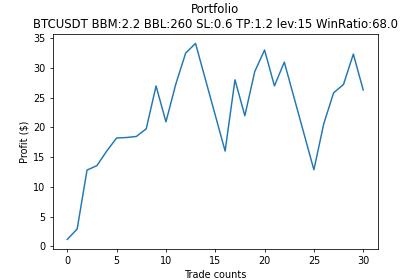 Portfolio
BTCUSDT BBM:2.2 BBL:260 SL:0.6 TP:1.2 lev:15 WinRatio:68.0
35
30
25
20
15
10
5
0
Profit ($)
0 5 10 15 20 25 30
Trade counts